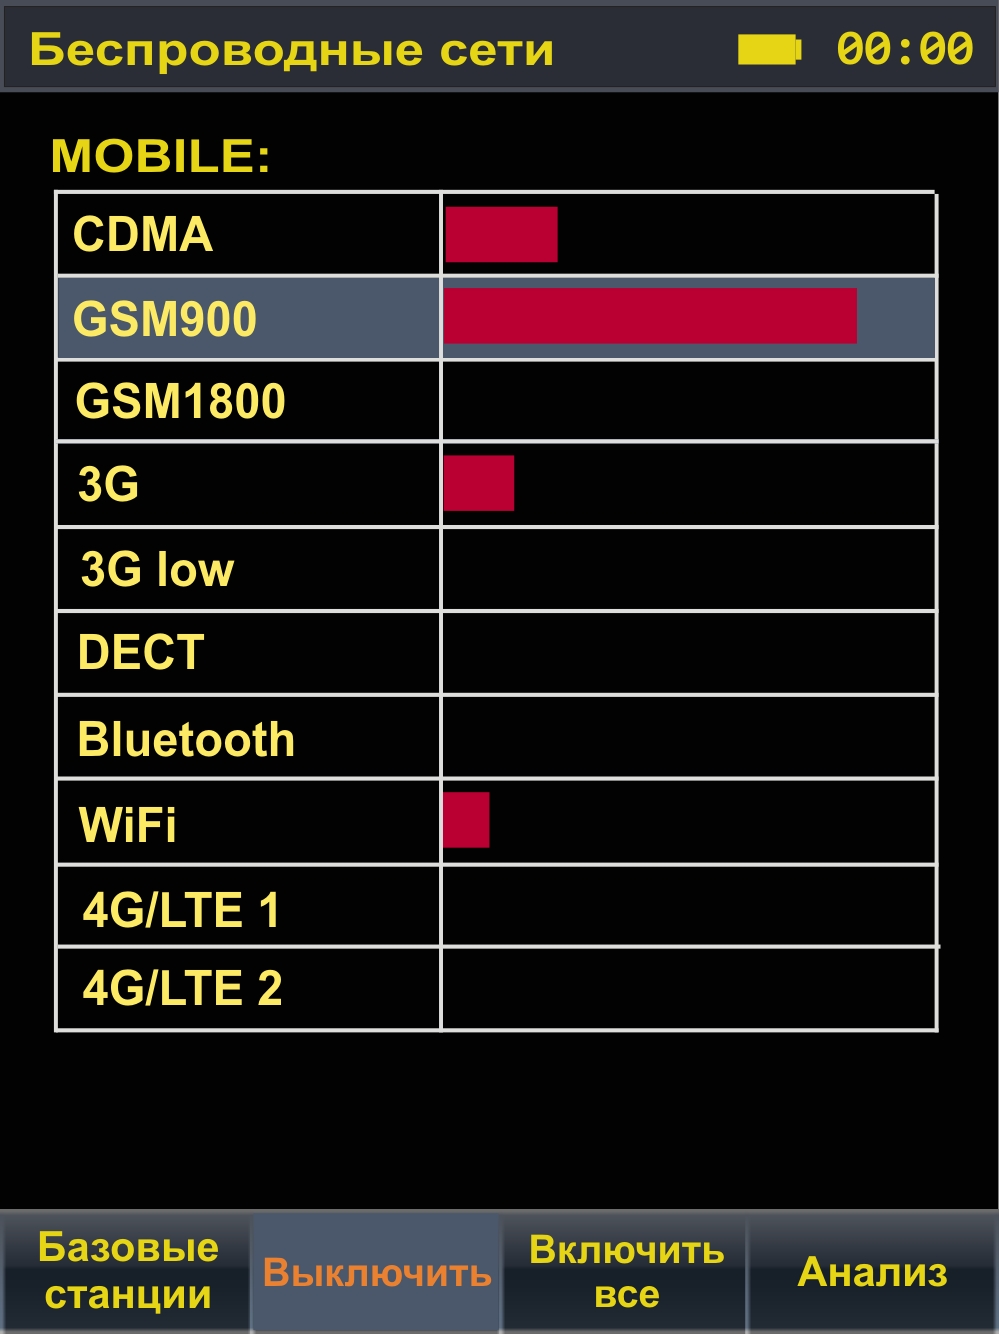 Беспроводные сети 00:00
MOBILE:
CDMA
GSM900
GSM1800
3G
3G low
DECT
Bluetooth
WiFi
4G/LTE 1
4G/LTE 2
Базовые
станции
Выключить
Включить
все
Анализ